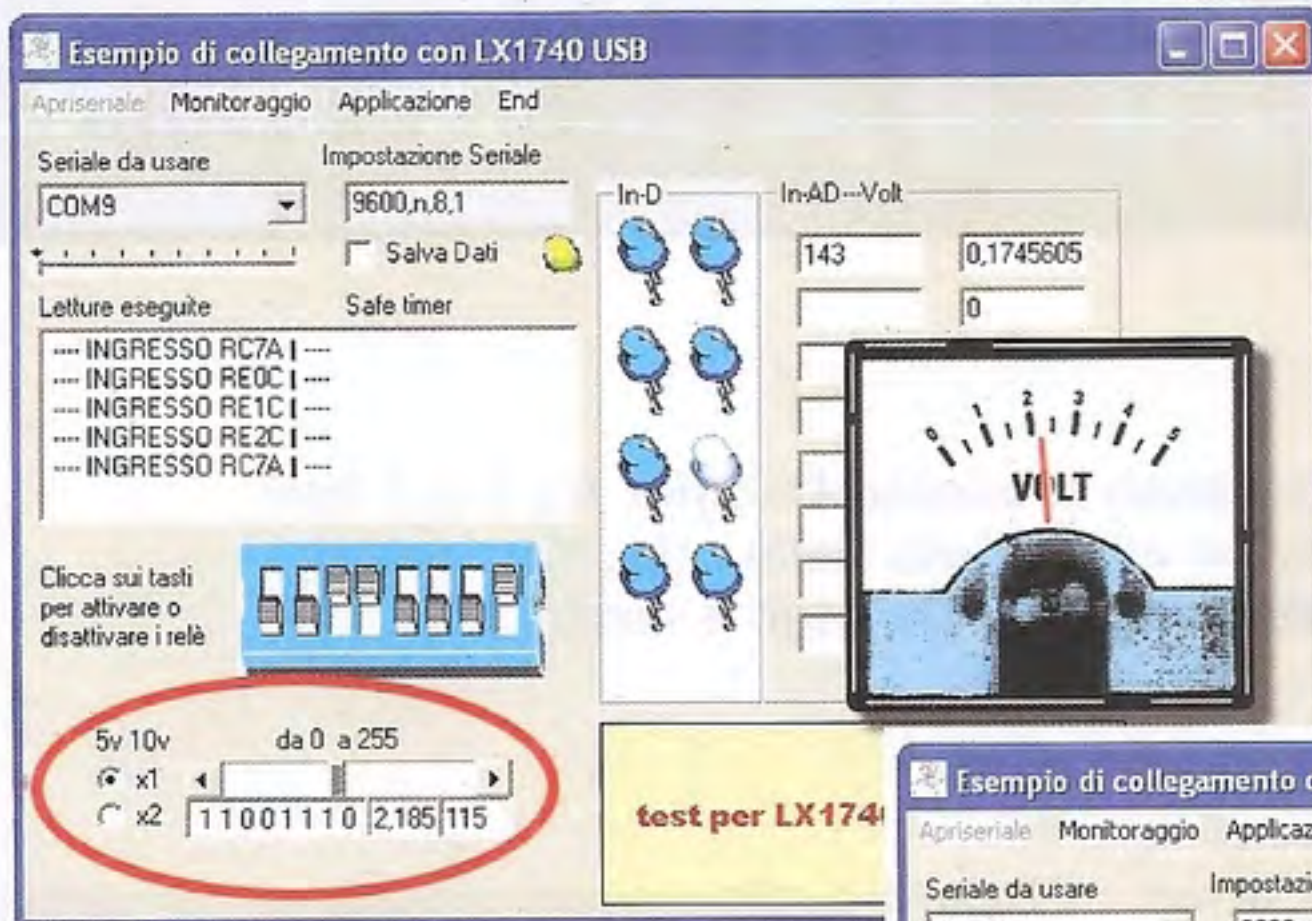 Esempio di collegamento con LX1740 USB
Apriseriale Monitoraggio Applicazione End
Seriale da usare Impostazione Seriale
COM9 9600,n,8,1
Salva Dati
Letture eseguite Safe timer
---- INGRESSO RC7A | ----
---- INGRESSO RE0C | ----
---- INGRESSO RE1C | ----
---- INGRESSO RE2C | ----
---- INGRESSO RC7A | ----
Clicca sui tasti
per attivare o
disattivare i relè
5v 10v da 0 a 255
x1
x2 11001110 2,185 115
In-D In-AD---Volt
143 0,1745605
0
0 1 2 3 4 5
VOLT
test per LX174
Esempio di collegamento
Apriseriale Monitoraggio
Seriale da usare